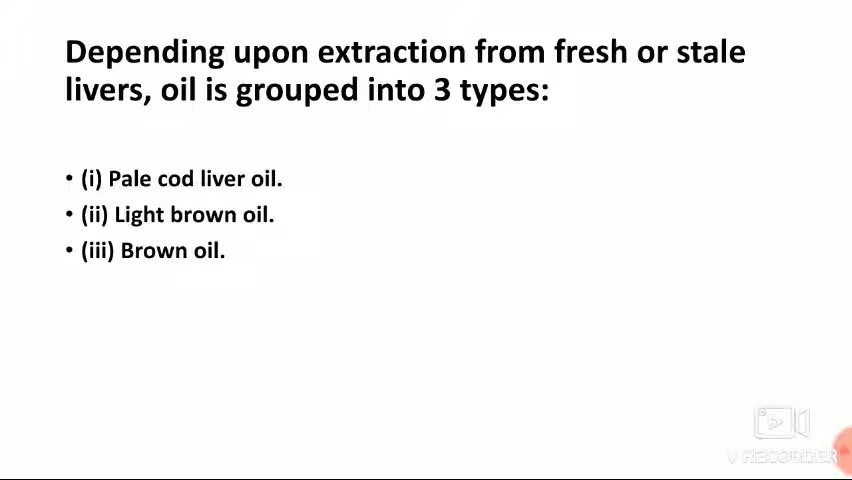 Depending upon extraction from fresh or stale
livers, oil is grouped into 3 types:
• (i) Pale cod liver oil.
• (ii) Light brown oil.
• (iii) Brown oil.
V RECORDER